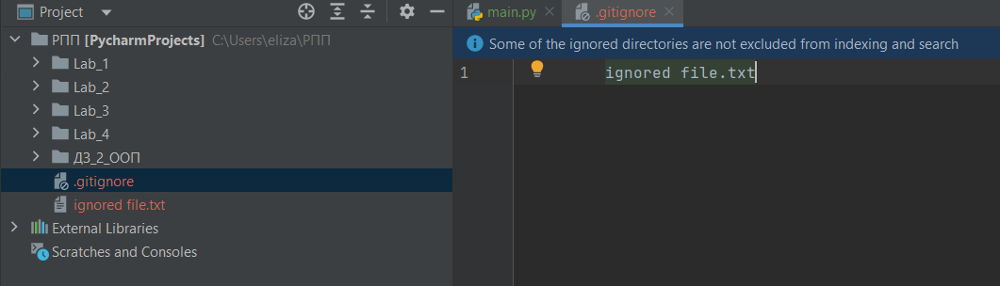 Project
main.py
.gitignore
РПП [PycharmProjects] C:\Users\eliza\РПП
Some of the ignored directories are not excluded from indexing and search
Lab_1
1 ignored file.txt
Lab_2
Lab_3
Lab_4
ДЗ_2_ООП
.gitignore
ignored file.txt
External Libraries
Scratches and Consoles